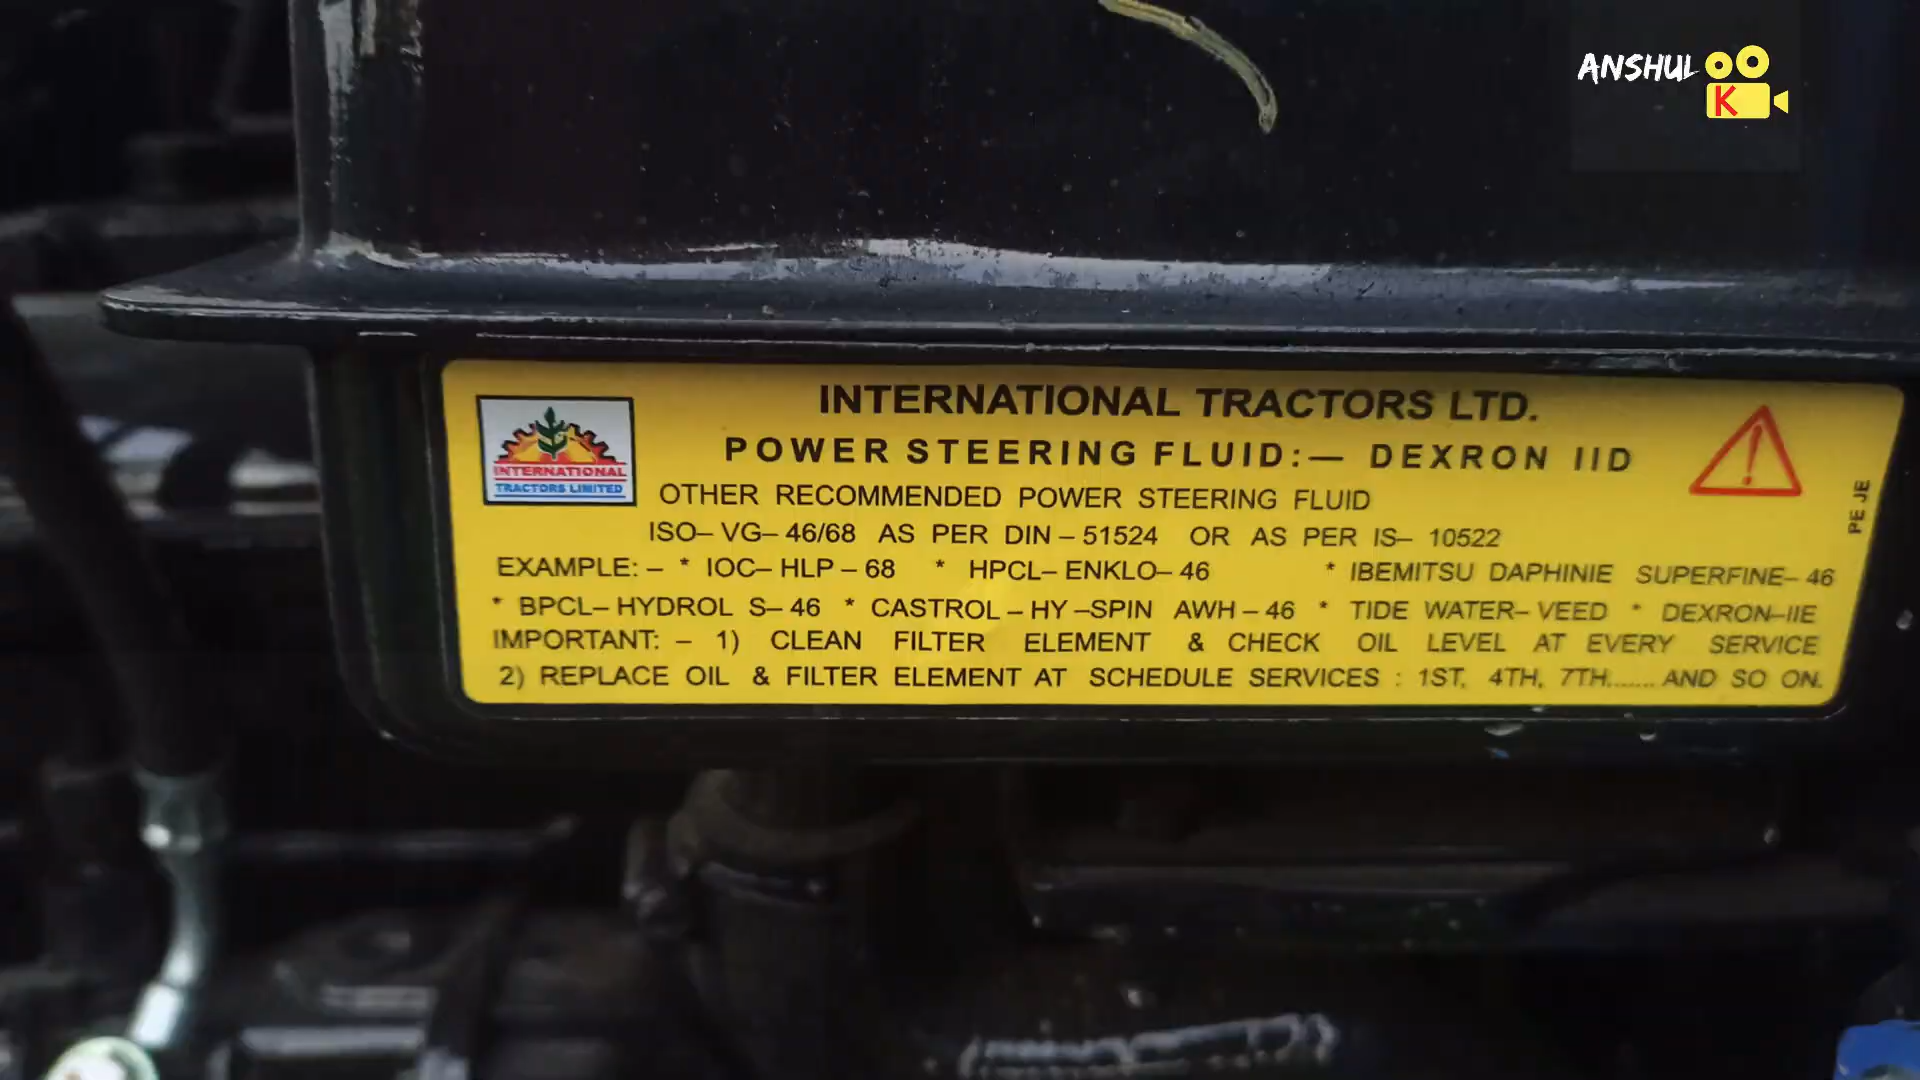 ANSHUL
K
INTERNATIONAL TRACTORS LTD.
INTERNATIONAL
TRACTORS LIMITED
POWER STEERING FLUID:— DEXRON IID
OTHER RECOMMENDED POWER STEERING FLUID
ISO– VG– 46/68 AS PER DIN – 51524 OR AS PER IS– 10522
EXAMPLE: – * IOC– HLP – 68 * HPCL– ENKLO– 46 * IBEMITSU DAPHINIE SUPERFINE– 46
* BPCL– HYDROL S– 46 * CASTROL – HY –SPIN AWH – 46 * TIDE WATER– VEED * DEXRON–IIE
IMPORTANT: – 1) CLEAN FILTER ELEMENT & CHECK OIL LEVEL AT EVERY SERVICE
2) REPLACE OIL & FILTER ELEMENT AT SCHEDULE SERVICES : 1ST, 4TH, 7TH....... AND SO ON.
PE JE